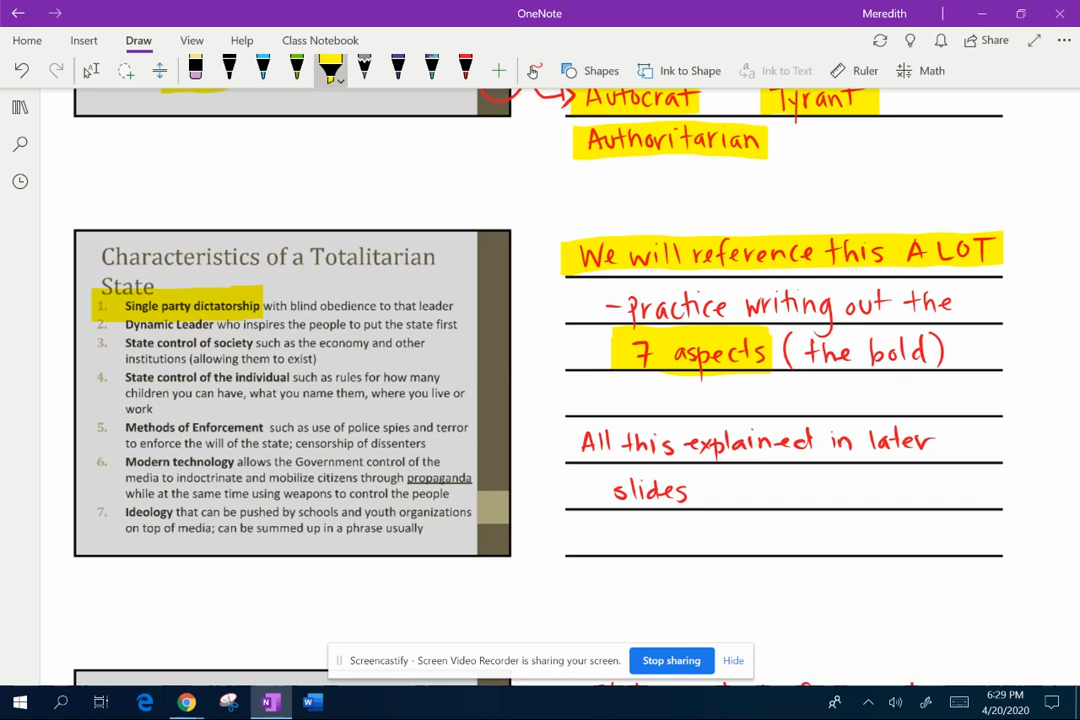 OneNote
Meredith
Home Insert Draw View Help Class Notebook
Share
Shapes Ink to Shape Ink to Text Ruler Math
Autocrat Tyrant
Authoritarian
Characteristics of a Totalitarian
State
1. Single party dictatorship with blind obedience to that leader
2. Dynamic Leader who inspires the people to put the state first
3. State control of society such as the economy and other
institutions (allowing them to exist)
4. State control of the individual such as rules for how many
children you can have, what you name them, where you live or
work
5. Methods of Enforcement such as use of police spies and terror
to enforce the will of the state; censorship of dissenters
6. Modern technology allows the Government control of the
media to indoctrinate and mobilize citizens through propaganda
while at the same time using weapons to control the people
7. Ideology that can be pushed by schools and youth organizations
on top of media; can be summed up in a phrase usually
We will reference this A LOT
- practice writing out the
7 aspects (the bold)
All this explained in later
slides
Screencastify - Screen Video Recorder is sharing your screen. Stop sharing Hide
6:29 PM
4/20/2020